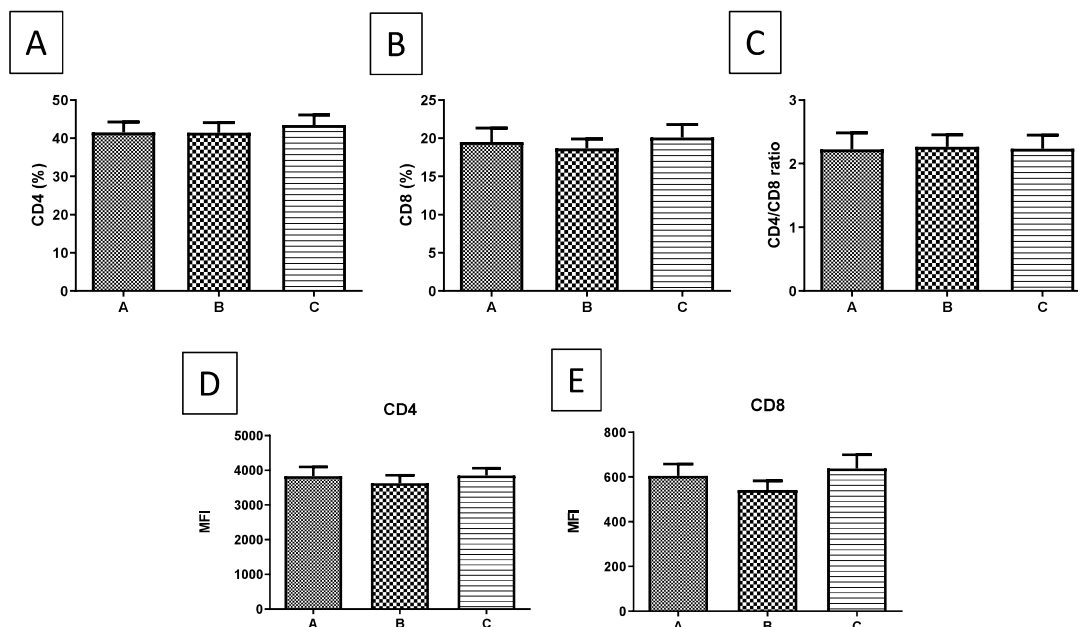 A
B
C
CD4 (%)
50
40
30
20
10
0
A B C
CD8 (%)
25
20
15
10
5
0
A B C
CD4/CD8 ratio
3
2
1
0
A B C
D
E
CD4
MFI
5000
4000
3000
2000
1000
0
A B C
CD8
MFI
800
600
400
200
0
A B C